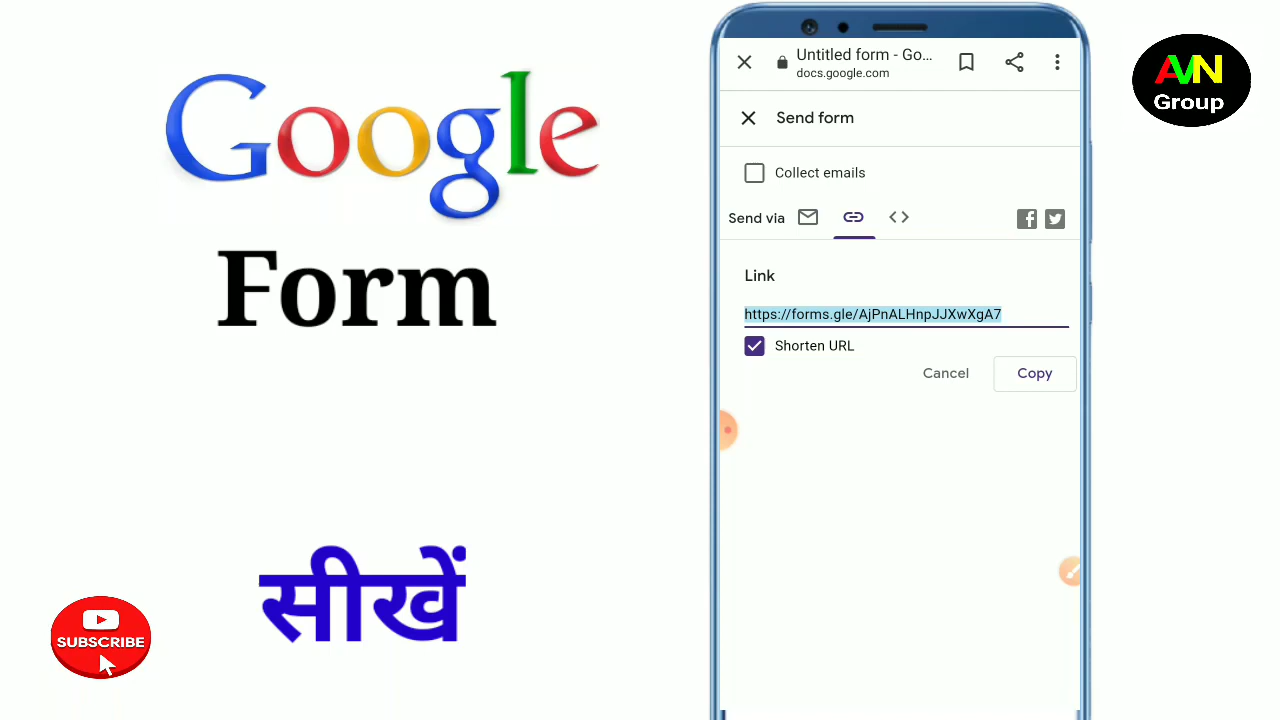 Google
Form
सीखें
SUBSCRIBE
Untitled form - Go...
docs.google.com
Send form
Collect emails
Send via
Link
https://forms.gle/AjPnALHnpJJXwXgA7
Shorten URL
Cancel
Copy
AVN
Group